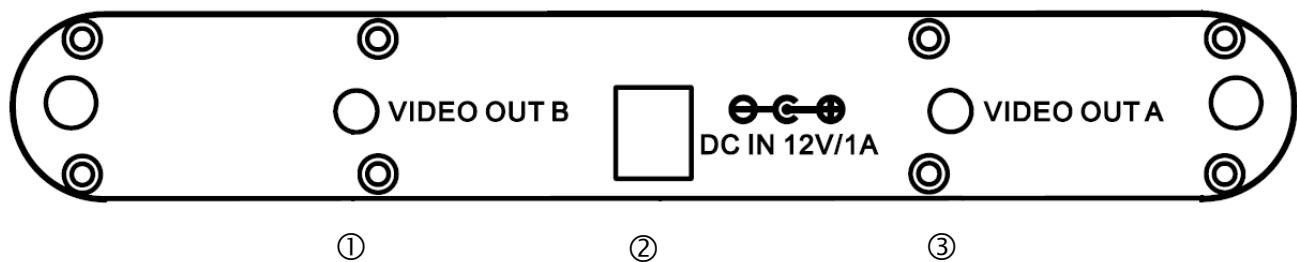 VIDEO OUT B
DC IN 12V/1A
VIDEO OUT A
① ② ③